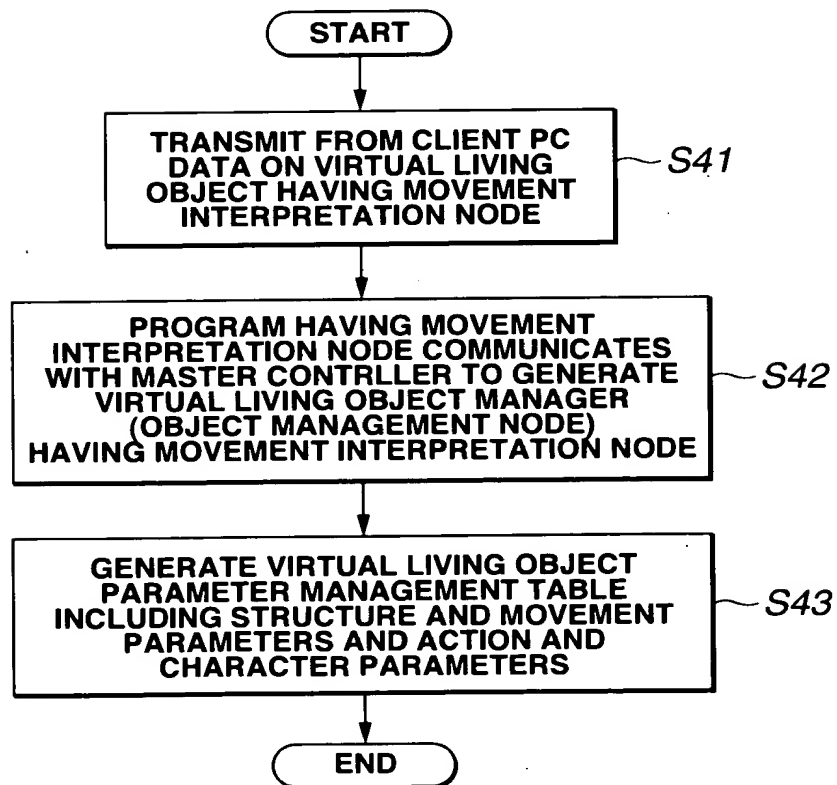 START
TRANSMIT FROM CLIENT PC
DATA ON VIRTUAL LIVING
OBJECT HAVING MOVEMENT
INTERPRETATION NODE
S41
PROGRAM HAVING MOVEMENT
INTERPRETATION NODE COMMUNICATES
WITH MASTER CONTRLLER TO GENERATE
VIRTUAL LIVING OBJECT MANAGER
(OBJECT MANAGEMENT NODE)
HAVING MOVEMENT INTERPRETATION NODE
S42
GENERATE VIRTUAL LIVING OBJECT
PARAMETER MANAGEMENT TABLE
INCLUDING STRUCTURE AND MOVEMENT
PARAMETERS AND ACTION AND
CHARACTER PARAMETERS
S43
END